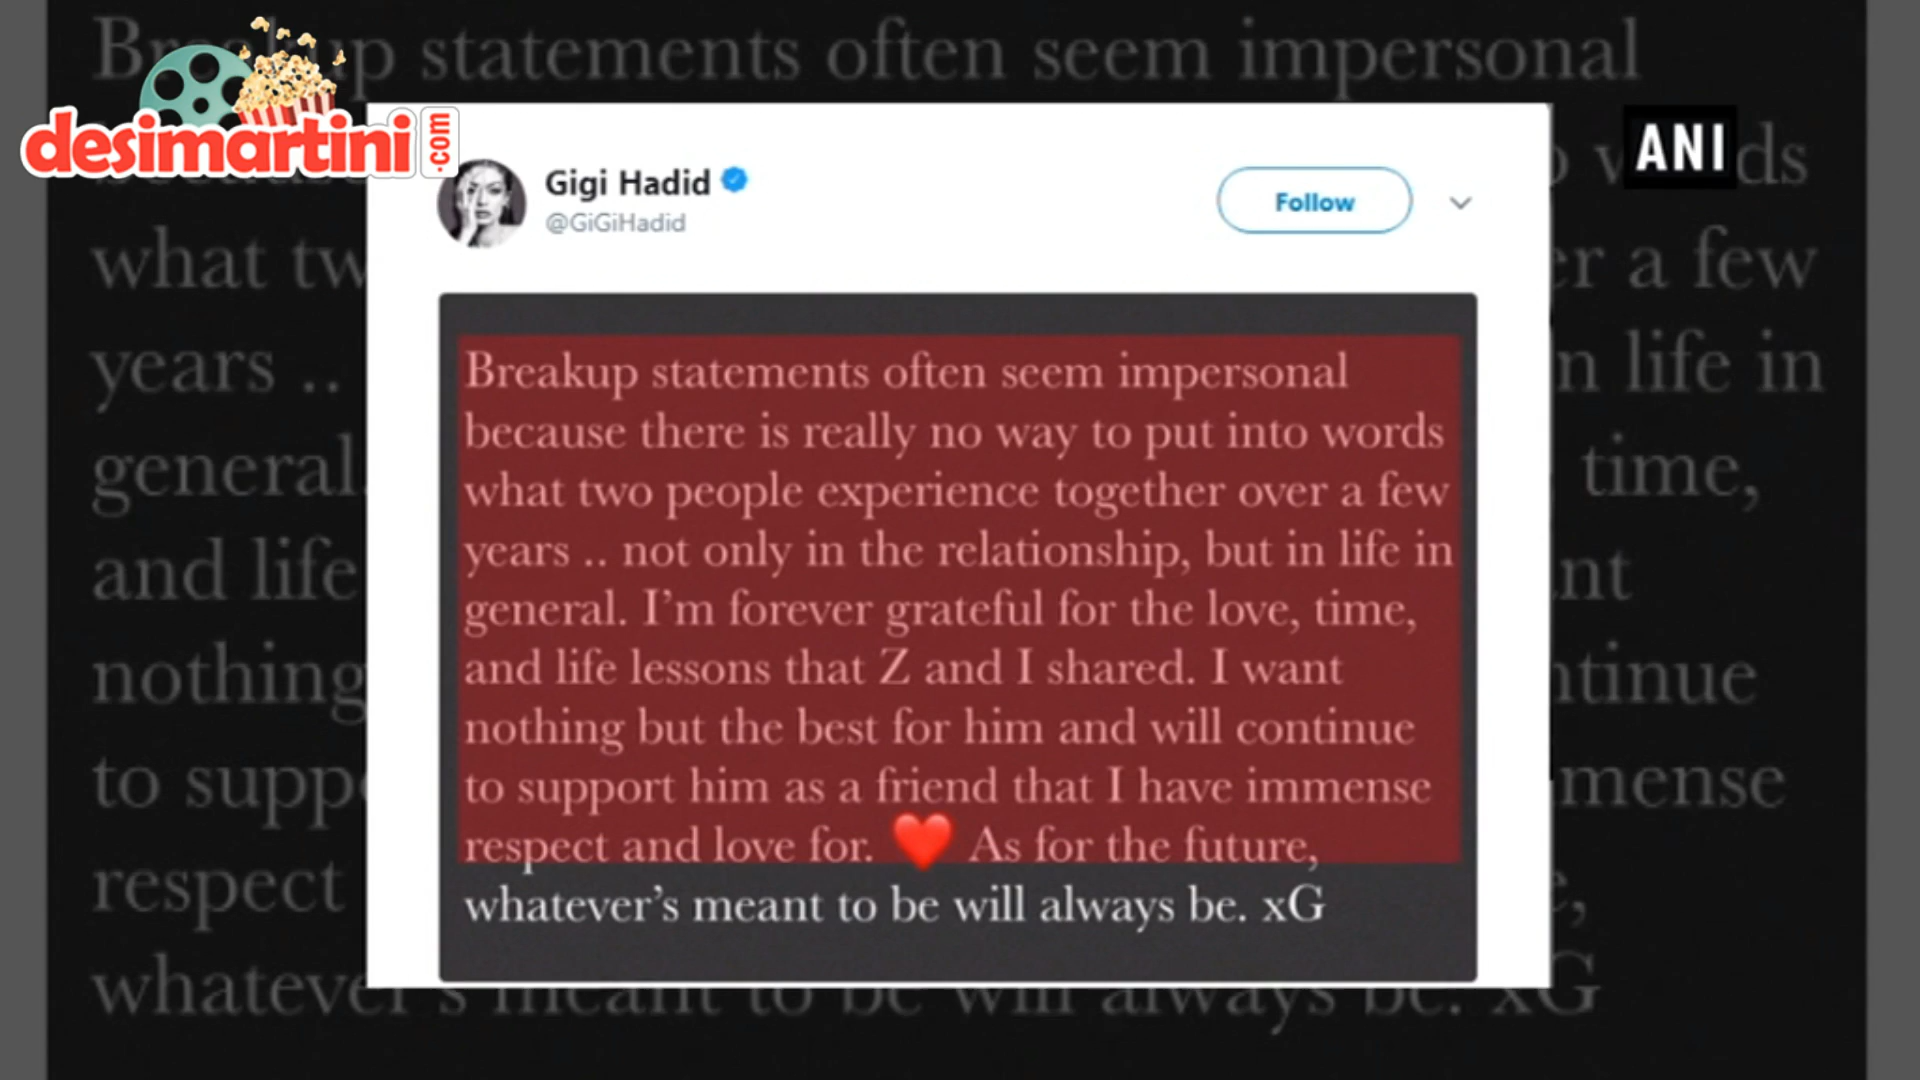 desimartini.com
ANI
Gigi Hadid
@GiGiHadid
Follow
Breakup statements often seem impersonal
because there is really no way to put into words
what two people experience together over a few
years .. not only in the relationship, but in life in
general. I'm forever grateful for the love, time,
and life lessons that Z and I shared. I want
nothing but the best for him and will continue
to support him as a friend that I have immense
respect and love for. ❤️ As for the future,
whatever's meant to be will always be. xG